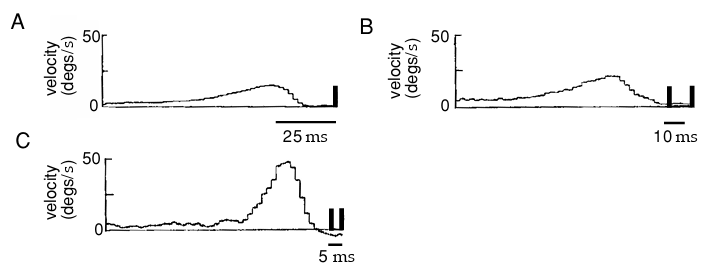 A
velocity
(degs/s)
50
0
25 ms
B
velocity
(degs/s)
50
0
10 ms
C
velocity
(degs/s)
50
0
5 ms